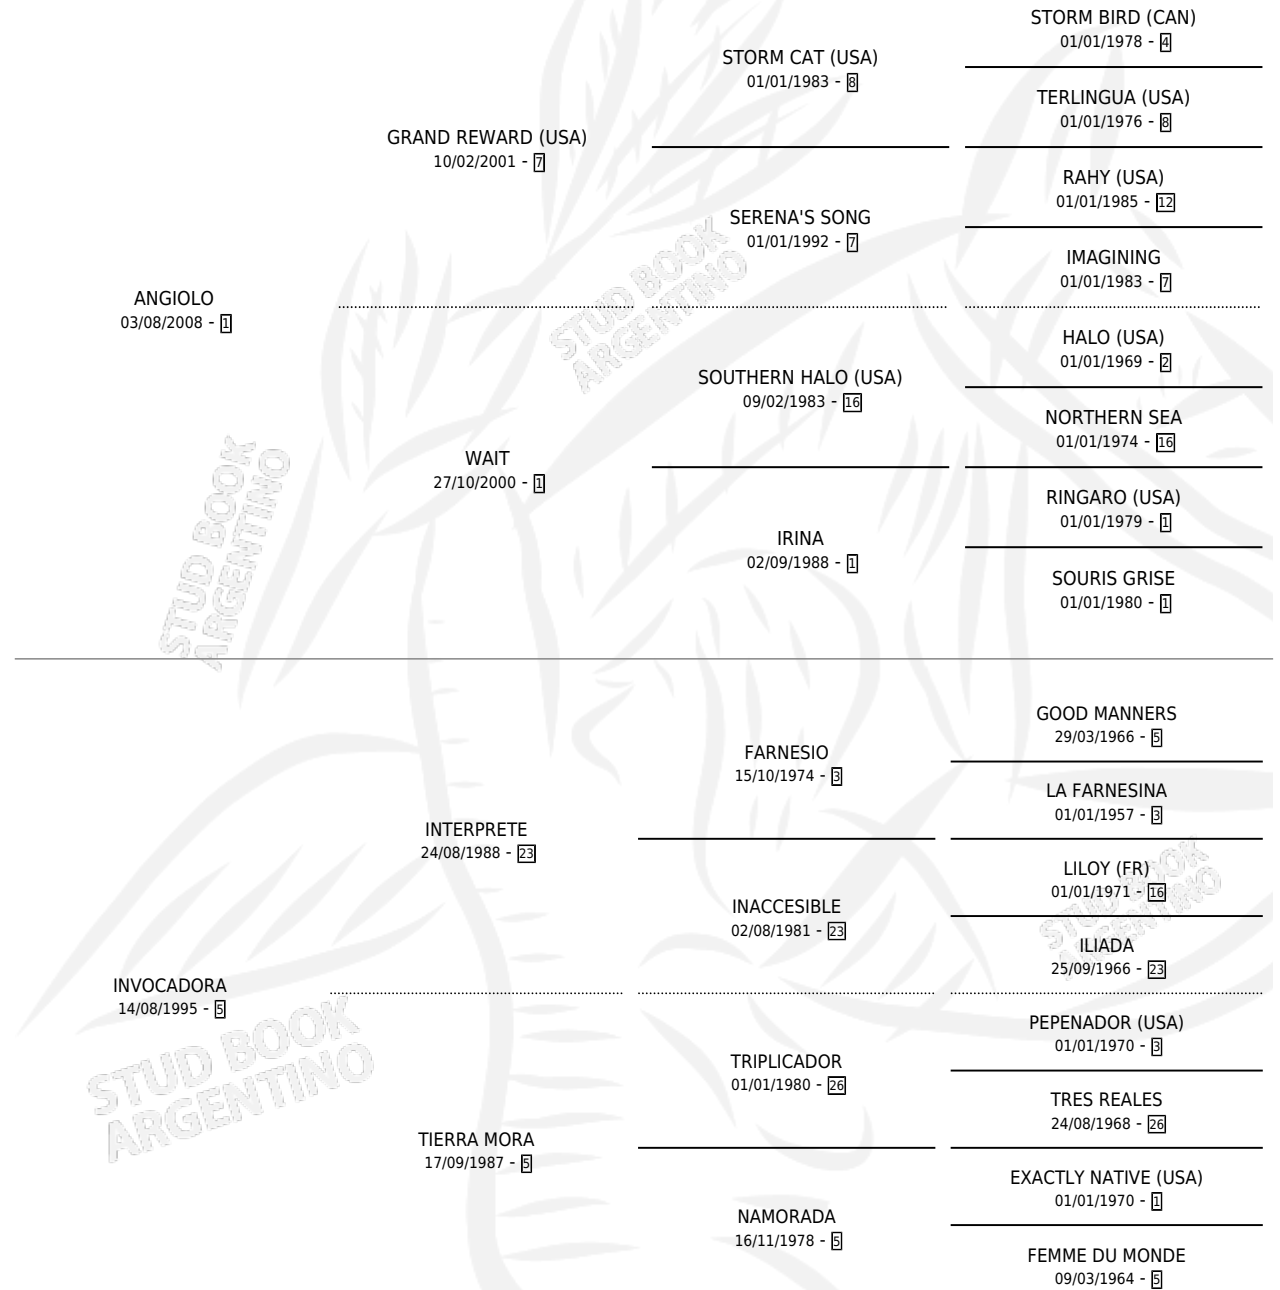 STORM BIRD (CAN)
01/01/1978 - 4
STORM CAT (USA)
01/01/1983 - 8
TERLINGUA (USA)
01/01/1976 - 8
GRAND REWARD (USA)
10/02/2001 - 7
RAHY (USA)
01/01/1985 - 12
SERENA'S SONG
01/01/1992 - 7
IMAGINING
01/01/1983 - 7
ANGIOLO
03/08/2008 - 1
HALO (USA)
01/01/1969 - 2
SOUTHERN HALO (USA)
09/02/1983 - 16
NORTHERN SEA
01/01/1974 - 16
WAIT
27/10/2000 - 1
RINGARO (USA)
01/01/1979 - 1
IRINA
02/09/1988 - 1
SOURIS GRISE
01/01/1980 - 1
GOOD MANNERS
29/03/1966 - 5
FARNESIO
15/10/1974 - 3
LA FARNESINA
01/01/1957 - 3
INTERPRETE
24/08/1988 - 23
LILOY (FR)
01/01/1971 - 16
INACCESIBLE
02/08/1981 - 23
ILIADA
25/09/1966 - 23
INVOCADORA
14/08/1995 - 5
PEPENADOR (USA)
01/01/1970 - 3
TRIPLICADOR
01/01/1980 - 26
TRES REALES
24/08/1968 - 26
TIERRA MORA
17/09/1987 - 5
EXACTLY NATIVE (USA)
01/01/1970 - 1
NAMORADA
16/11/1978 - 5
FEMME DU MONDE
09/03/1964 - 5
STUD BOOK
ARGENTINO
STUD BOOK
ARGENTINO
STUD BOOK
ARGENTINO
STUD BOOK
ARGENTINO